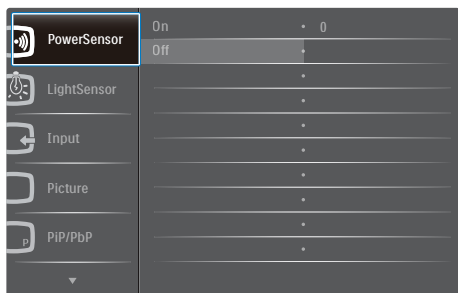 PowerSensor
On 0
Off
LightSensor
Input
Picture
P
PiP/PbP